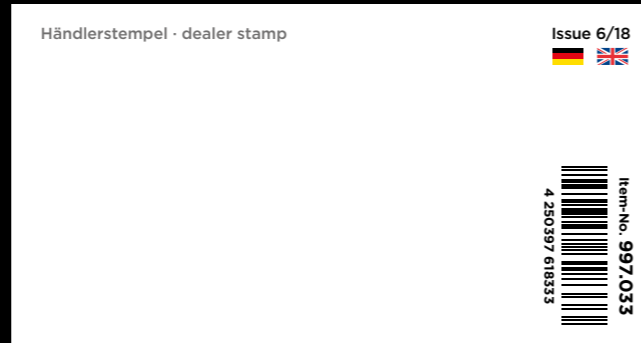 Händlerstempel · dealer stamp
Issue 6/18
Item-No. 997.033
4 250397 618333